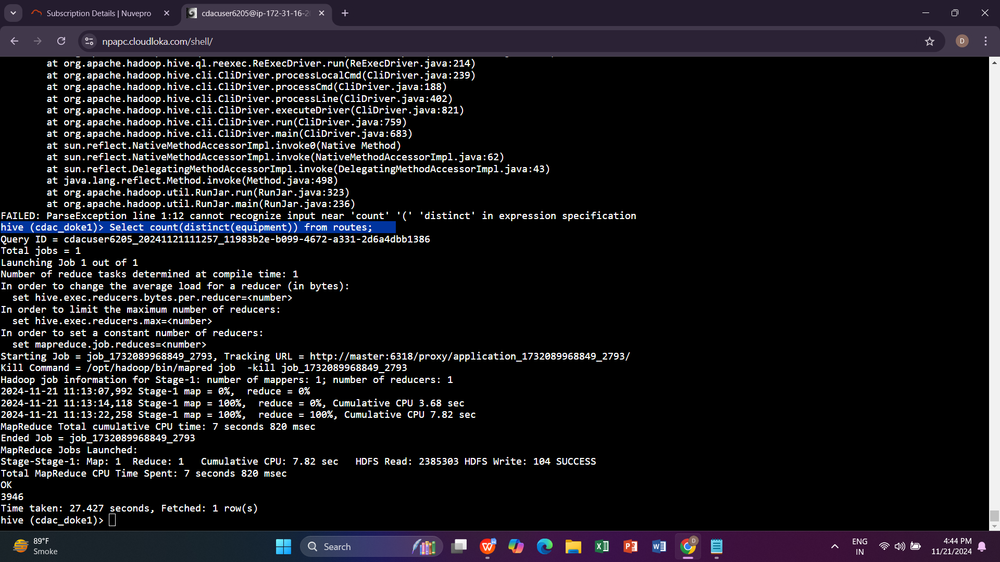 Subscription Details | Nuvepro
cdacuser6205@ip-172-31-16-2
npapc.cloudloka.com/shell/
D
at org.apache.hadoop.hive.ql.reexec.ReExecDriver.run(ReExecDriver.java:214)
at org.apache.hadoop.hive.cli.CliDriver.processLocalCmd(CliDriver.java:239)
at org.apache.hadoop.hive.cli.CliDriver.processCmd(CliDriver.java:188)
at org.apache.hadoop.hive.cli.CliDriver.processLine(CliDriver.java:402)
at org.apache.hadoop.hive.cli.CliDriver.executeDriver(CliDriver.java:821)
at org.apache.hadoop.hive.cli.CliDriver.run(CliDriver.java:759)
at org.apache.hadoop.hive.cli.CliDriver.main(CliDriver.java:683)
at sun.reflect.NativeMethodAccessorImpl.invoke0(Native Method)
at sun.reflect.NativeMethodAccessorImpl.invoke(NativeMethodAccessorImpl.java:62)
at sun.reflect.DelegatingMethodAccessorImpl.invoke(DelegatingMethodAccessorImpl.java:43)
at java.lang.reflect.Method.invoke(Method.java:498)
at org.apache.hadoop.util.RunJar.run(RunJar.java:323)
at org.apache.hadoop.util.RunJar.main(RunJar.java:236)
FAILED: ParseException line 1:12 cannot recognize input near 'count' '(' 'distinct' in expression specification
hive (cdac_doke1)> Select count(distinct(equipment)) from routes;
Query ID = cdacuser6205_20241121111257_11983b2e-b099-4672-a331-2d6a4dbb1386
Total jobs = 1
Launching Job 1 out of 1
Number of reduce tasks determined at compile time: 1
In order to change the average load for a reducer (in bytes):
set hive.exec.reducers.bytes.per.reducer=<number>
In order to limit the maximum number of reducers:
set hive.exec.reducers.max=<number>
In order to set a constant number of reducers:
set mapreduce.job.reduces=<number>
Starting Job = job_1732089968849_2793, Tracking URL = http://master:6318/proxy/application_1732089968849_2793/
Kill Command = /opt/hadoop/bin/mapred job  -kill job_1732089968849_2793
Hadoop job information for Stage-1: number of mappers: 1; number of reducers: 1
2024-11-21 11:13:07,992 Stage-1 map = 0%,  reduce = 0%
2024-11-21 11:13:14,118 Stage-1 map = 100%,  reduce = 0%, Cumulative CPU 3.68 sec
2024-11-21 11:13:22,258 Stage-1 map = 100%,  reduce = 100%, Cumulative CPU 7.82 sec
MapReduce Total cumulative CPU time: 7 seconds 820 msec
Ended Job = job_1732089968849_2793
MapReduce Jobs Launched:
Stage-Stage-1: Map: 1  Reduce: 1   Cumulative CPU: 7.82 sec   HDFS Read: 2385303 HDFS Write: 104 SUCCESS
Total MapReduce CPU Time Spent: 7 seconds 820 msec
OK
3946
Time taken: 27.427 seconds, Fetched: 1 row(s)
hive (cdac_doke1)>
89°F
Smoke
Search
D
ENG
IN
4:44 PM
11/21/2024